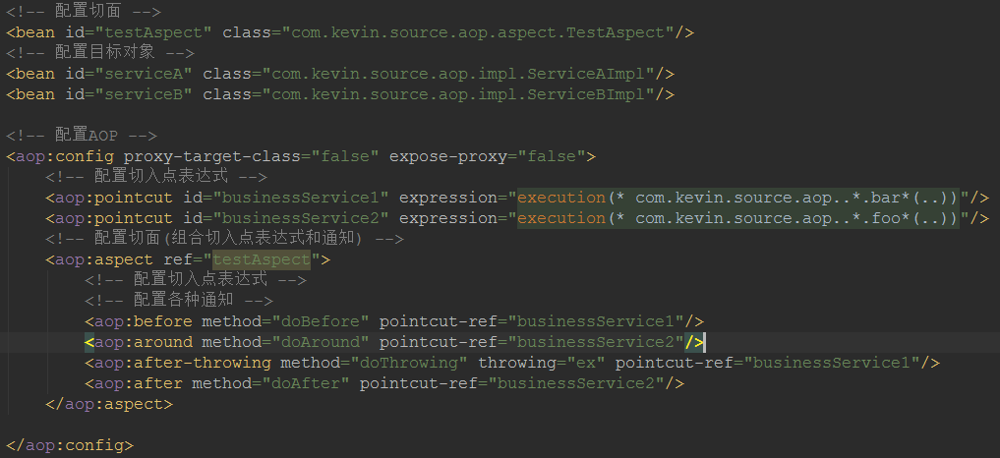 <!-- 配置切面 -->
<bean id="testAspect" class="com.kevin.source.aop.aspect.TestAspect"/>
<!-- 配置目标对象 -->
<bean id="serviceA" class="com.kevin.source.aop.impl.ServiceAImpl"/>
<bean id="serviceB" class="com.kevin.source.aop.impl.ServiceBImpl"/>
<!-- 配置AOP -->
<aop:config proxy-target-class="false" expose-proxy="false">
<!-- 配置切入点表达式 -->
<aop:pointcut id="businessService1" expression="execution(* com.kevin.source.aop..*.bar*(..))"/>
<aop:pointcut id="businessService2" expression="execution(* com.kevin.source.aop..*.foo*(..))"/>
<!-- 配置切面(组合切入点表达式和通知) -->
<aop:aspect ref="testAspect">
<!-- 配置切入点表达式 -->
<!-- 配置各种通知 -->
<aop:before method="doBefore" pointcut-ref="businessService1"/>
<aop:around method="doAround" pointcut-ref="businessService2"/>
<aop:after-throwing method="doThrowing" throwing="ex" pointcut-ref="businessService1"/>
<aop:after method="doAfter" pointcut-ref="businessService2"/>
</aop:aspect>
</aop:config>